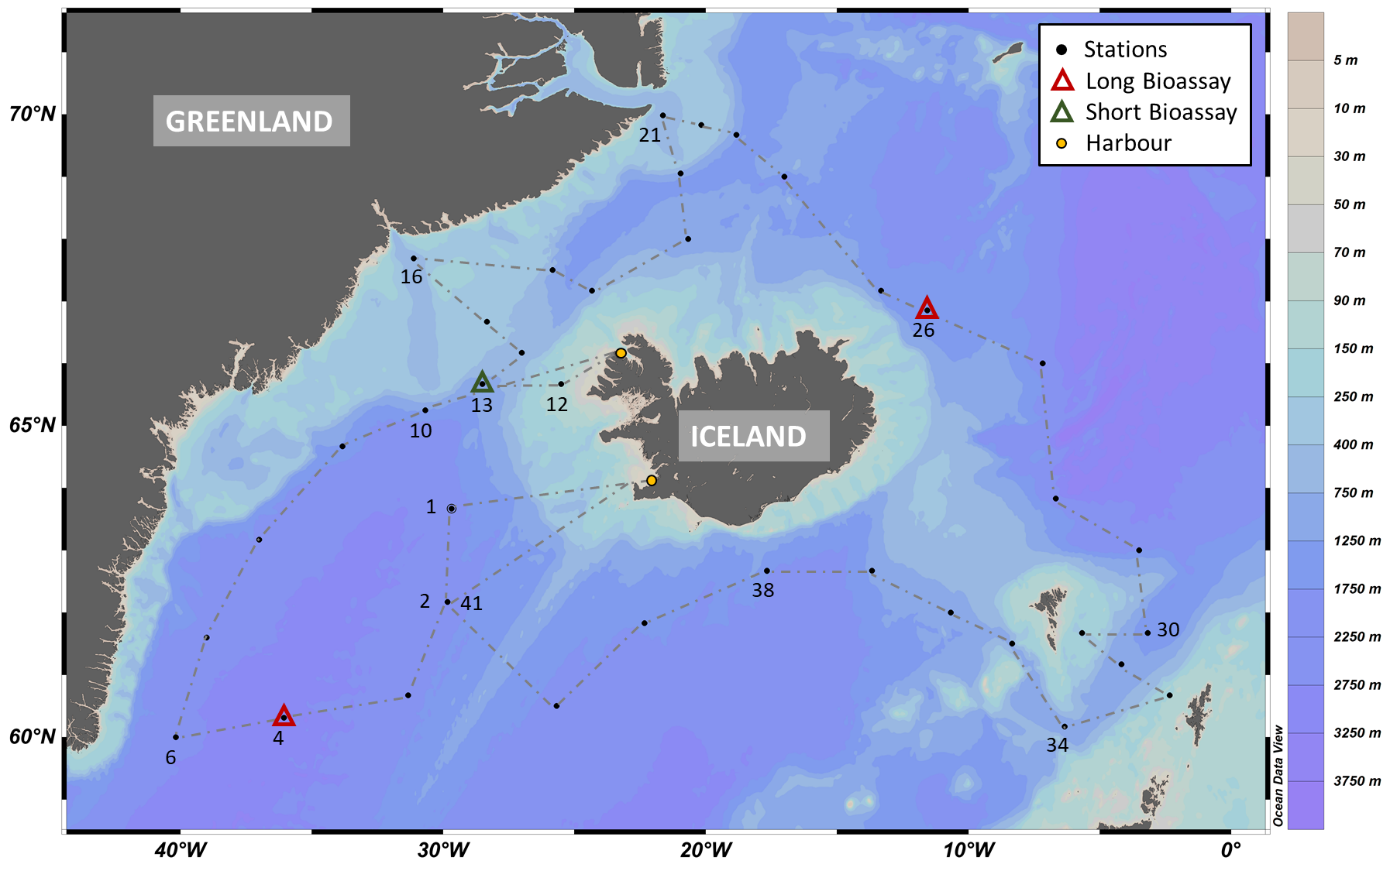 Stations
Long Bioassay
Short Bioassay
Harbour
GREENLAND
ICELAND
70°N
65°N
60°N
40°W
30°W
20°W
10°W
0°
21
16
26
13
12
10
1
2
41
38
30
34
4
6
Ocean Data View
5 m
10 m
30 m
50 m
70 m
90 m
150 m
250 m
400 m
750 m
1250 m
1750 m
2250 m
2750 m
3250 m
3750 m